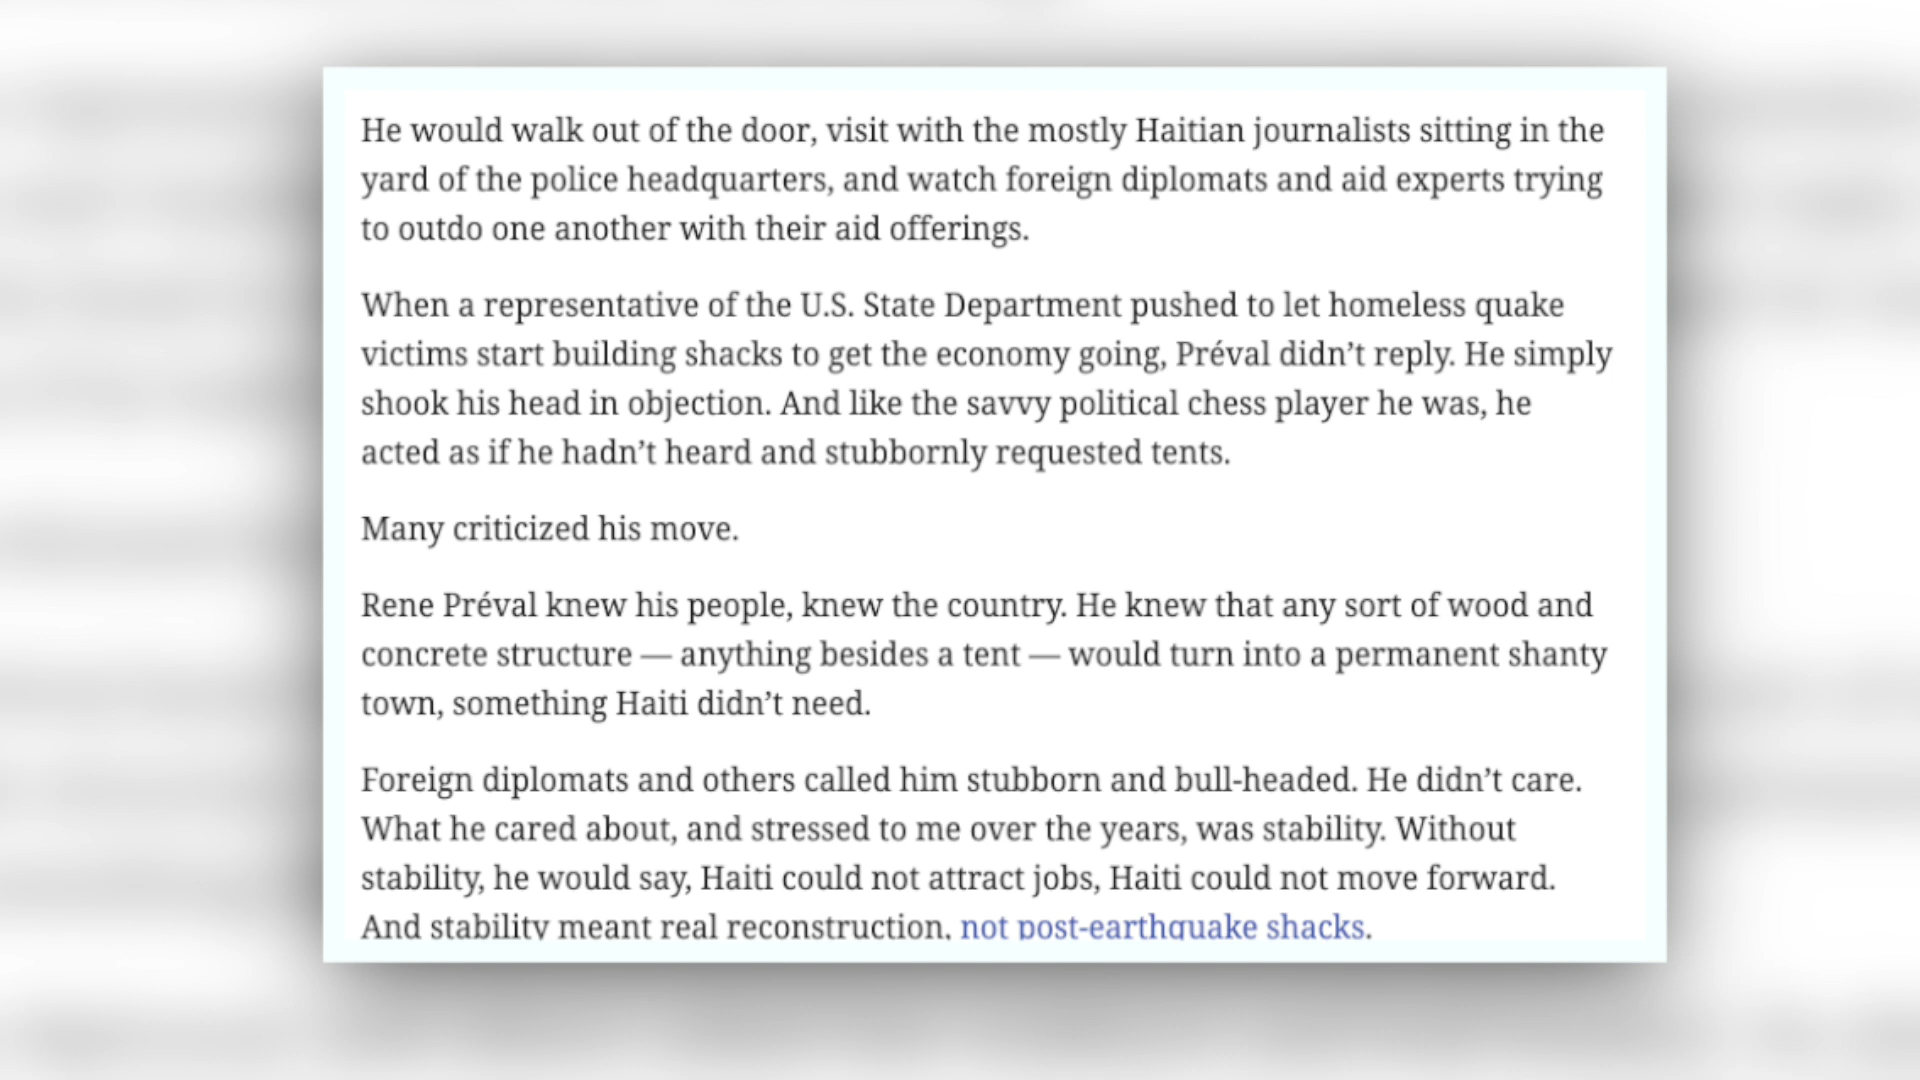 He would walk out of the door, visit with the mostly Haitian journalists sitting in the
yard of the police headquarters, and watch foreign diplomats and aid experts trying
to outdo one another with their aid offerings.
When a representative of the U.S. State Department pushed to let homeless quake
victims start building shacks to get the economy going, Préval didn’t reply. He simply
shook his head in objection. And like the savvy political chess player he was, he
acted as if he hadn’t heard and stubbornly requested tents.
Many criticized his move.
Rene Préval knew his people, knew the country. He knew that any sort of wood and
concrete structure — anything besides a tent — would turn into a permanent shanty
town, something Haiti didn’t need.
Foreign diplomats and others called him stubborn and bull-headed. He didn’t care.
What he cared about, and stressed to me over the years, was stability. Without
stability, he would say, Haiti could not attract jobs, Haiti could not move forward.
And stability meant real reconstruction, not post-earthquake shacks.